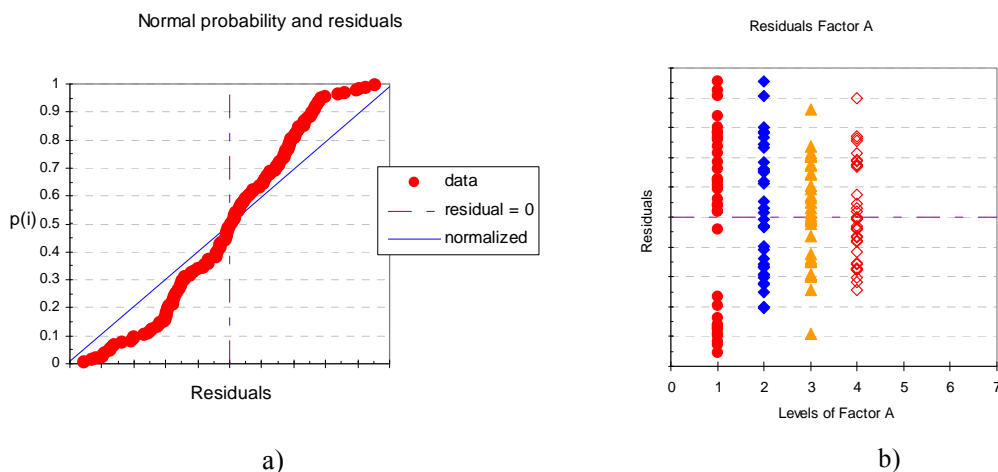 Normal probability and residuals
1
0.9
0.8
0.7
0.6
p(i)
0.5
0.4
0.3
0.2
0.1
0
Residuals
data
residual = 0
normalized
a)
Residuals Factor A
Residuals
0 1 2 3 4 5 6 7
Levels of Factor A
b)